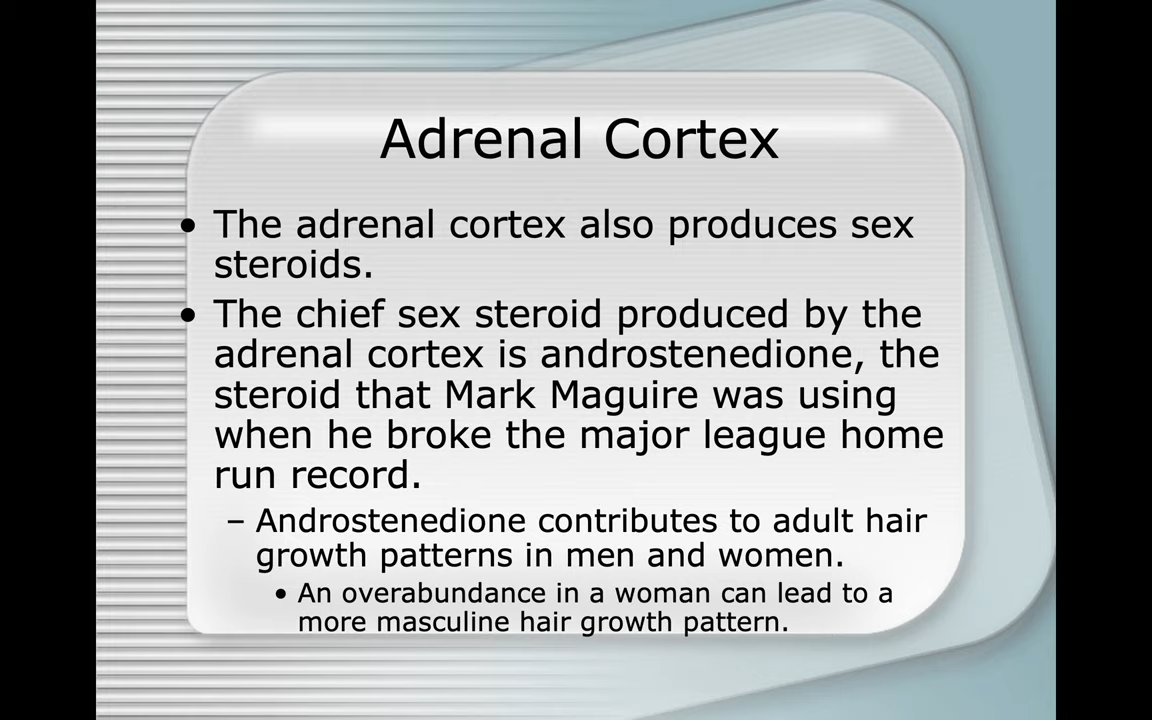 Adrenal Cortex
• The adrenal cortex also produces sex
steroids.
• The chief sex steroid produced by the
adrenal cortex is androstenedione, the
steroid that Mark Maguire was using
when he broke the major league home
run record.
– Androstenedione contributes to adult hair
growth patterns in men and women.
• An overabundance in a woman can lead to a
more masculine hair growth pattern.